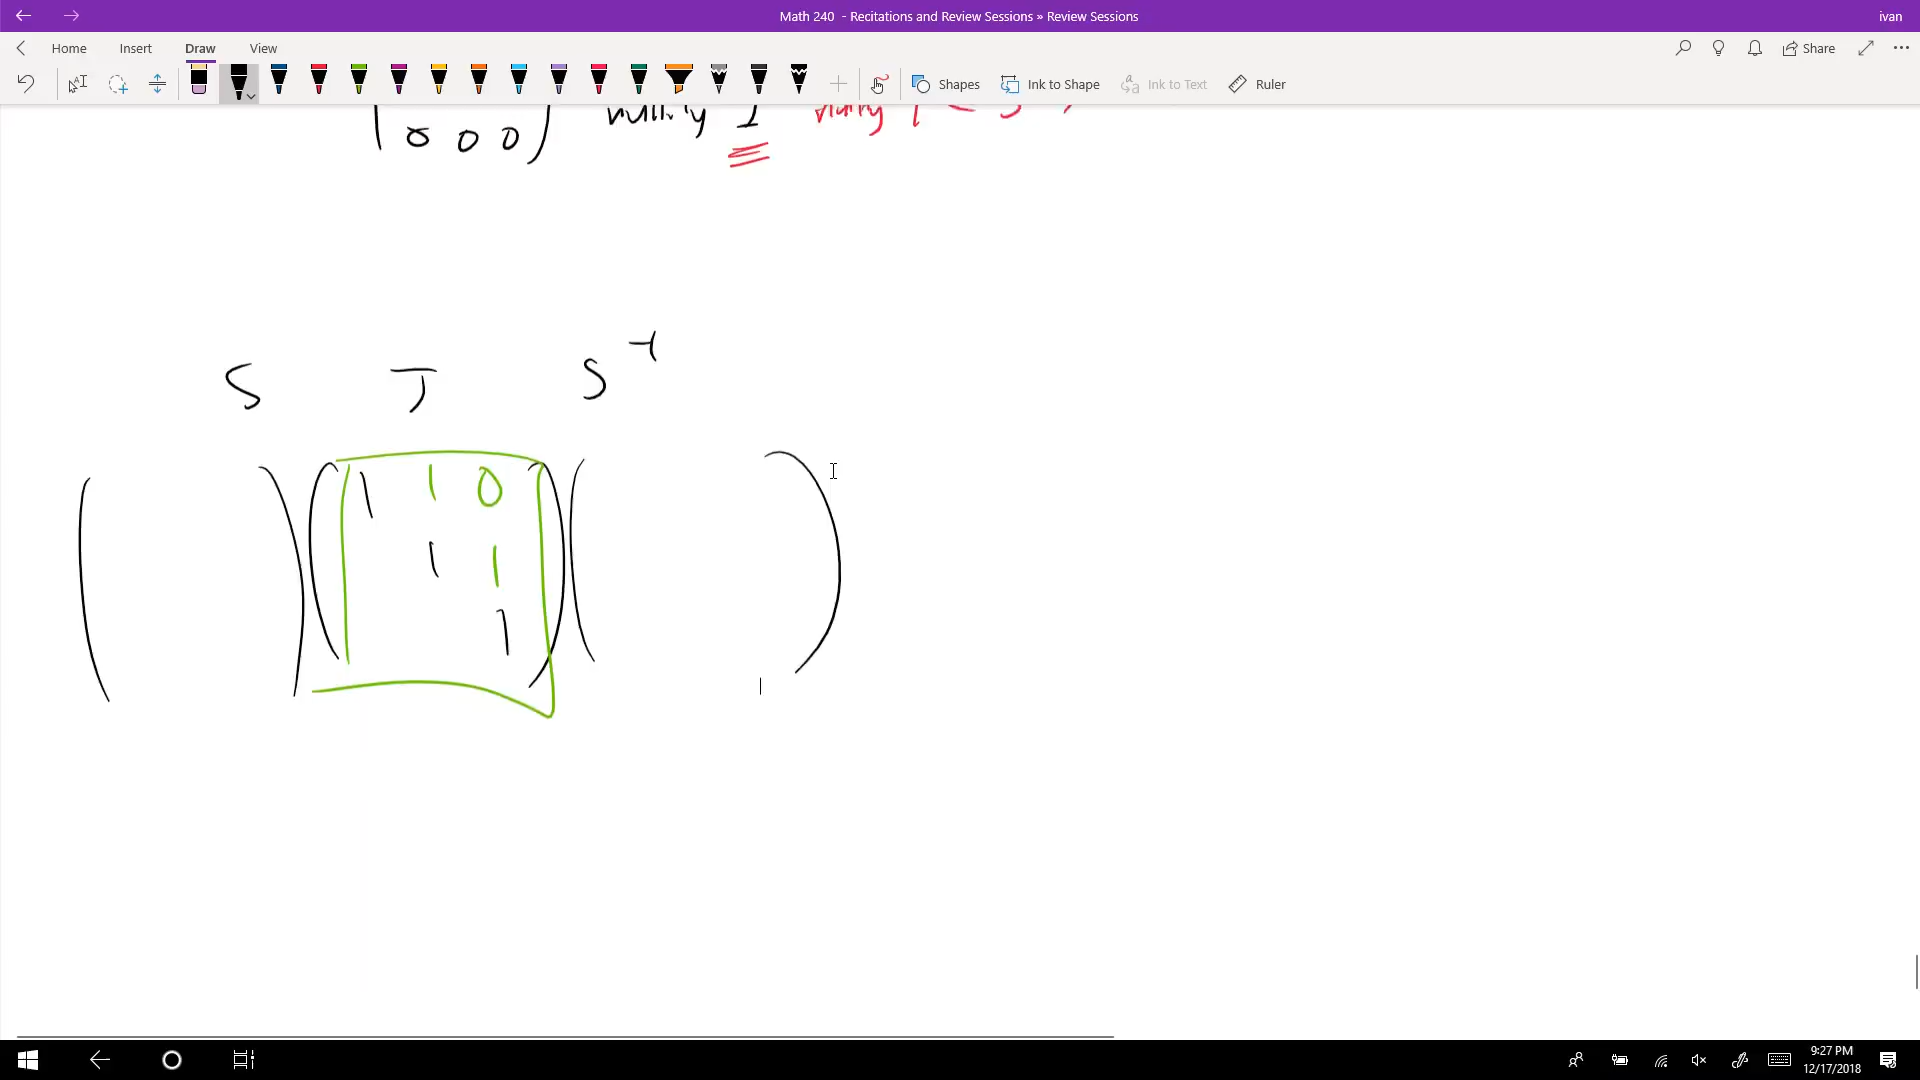 Math 240 - Recitations and Review Sessions » Review Sessions
ivan
Home Insert Draw View
Share
Shapes Ink to Shape Ink to Text Ruler
0 0 0 nullity 1
S J S⁻¹
1 1 0
1 1
1
9:27 PM
12/17/2018